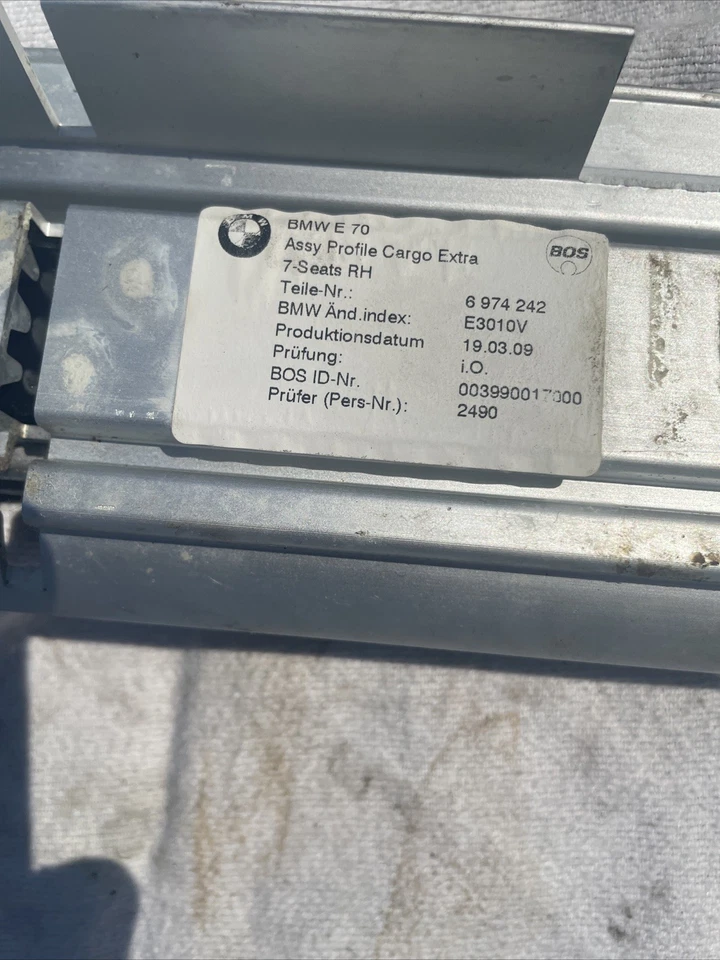 BMW
BMW E 70
BOS
Assy Profile Cargo Extra
7-Seats RH
Teile-Nr.: 6 974 242
BMW Änd.index: E3010V
Produktionsdatum 19.03.09
Prüfung: i.O.
BOS ID-Nr. 003990017000
Prüfer (Pers-Nr.): 2490